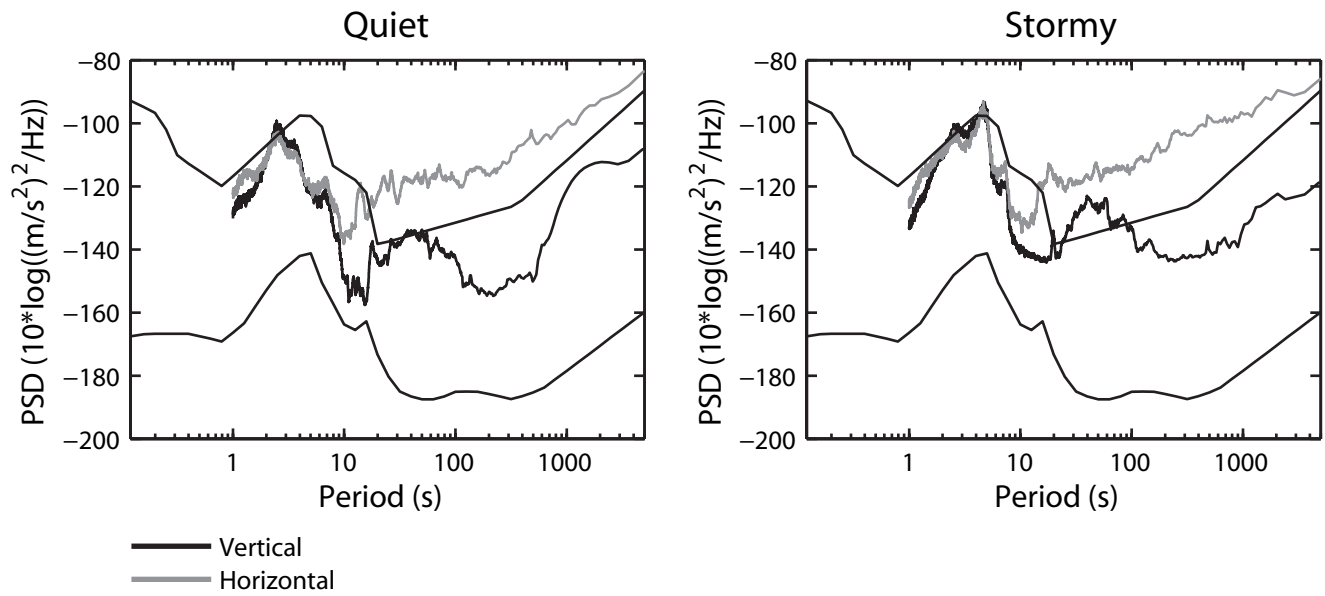 Quiet
−80
−100
−120
−140
−160
−180
−200
PSD (10*log((m/s²)²/Hz))
1 10 100 1000
Period (s)
Stormy
−80
−100
−120
−140
−160
−180
−200
PSD (10*log((m/s²)²/Hz))
1 10 100 1000
Period (s)
Vertical
Horizontal